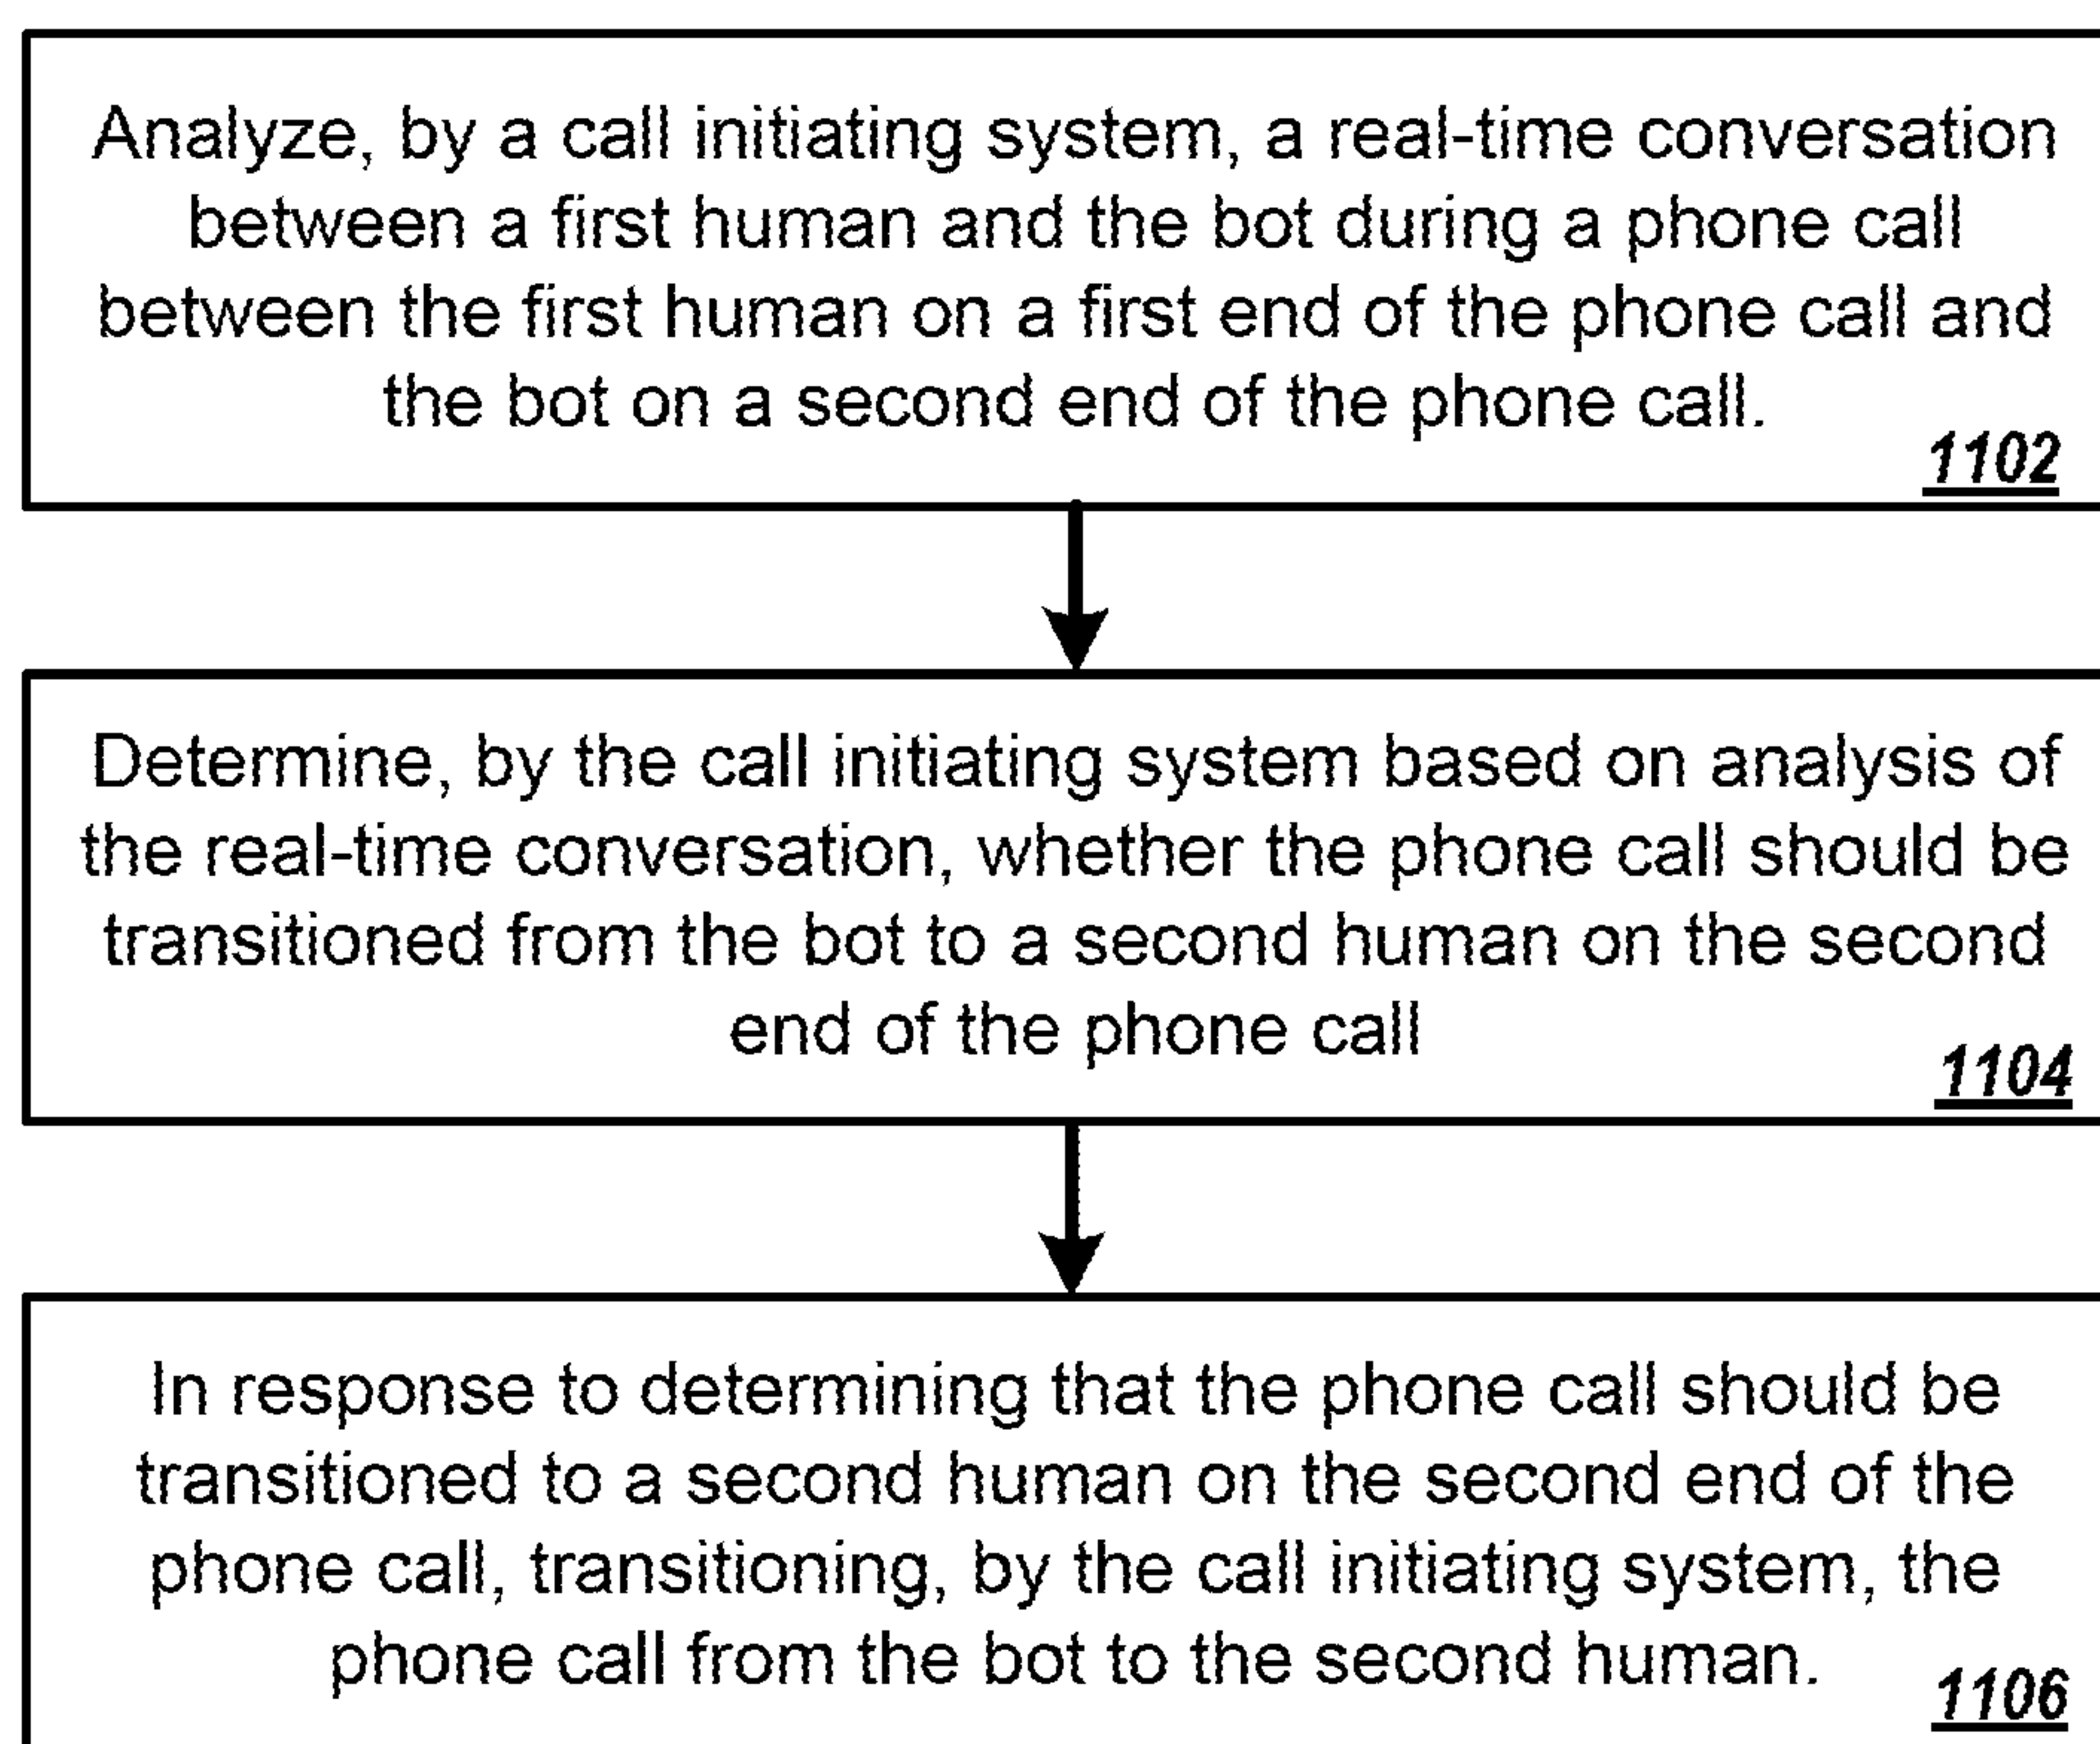 Analyze, by a call initiating system, a real-time conversation
between a first human and the bot during a phone call
between the first human on a first end of the phone call and
the bot on a second end of the phone call.
1102
Determine, by the call initiating system based on analysis of
the real-time conversation, whether the phone call should be
transitioned from the bot to a second human on the second
end of the phone call
1104
In response to determining that the phone call should be
transitioned to a second human on the second end of the
phone call, transitioning, by the call initiating system, the
phone call from the bot to the second human.
1106